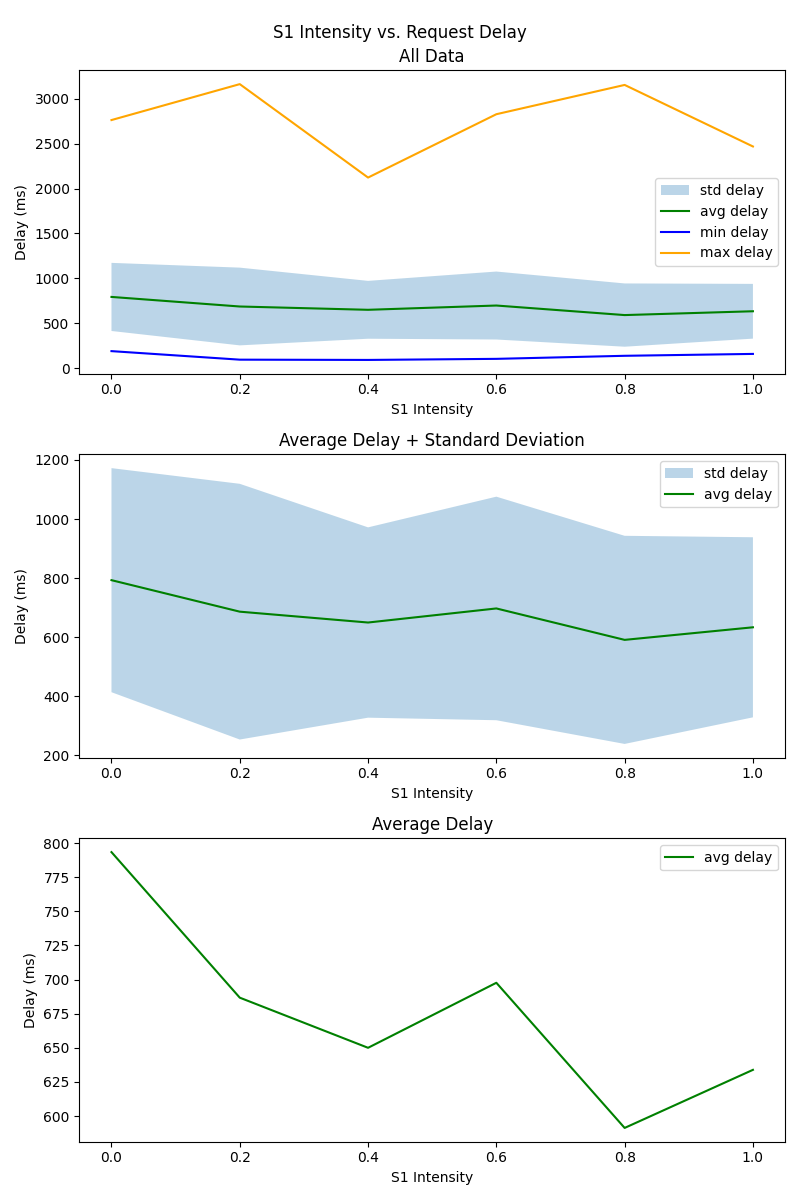 S1 Intensity vs. Request Delay
All Data
3000
2500
2000
1500
1000
500
0
Delay (ms)
std delay
avg delay
min delay
max delay
0.0 0.2 0.4 0.6 0.8 1.0
S1 Intensity
Average Delay + Standard Deviation
1200
1000
800
600
400
200
Delay (ms)
std delay
avg delay
0.0 0.2 0.4 0.6 0.8 1.0
S1 Intensity
Average Delay
800
775
750
725
700
675
650
625
600
Delay (ms)
avg delay
0.0 0.2 0.4 0.6 0.8 1.0
S1 Intensity